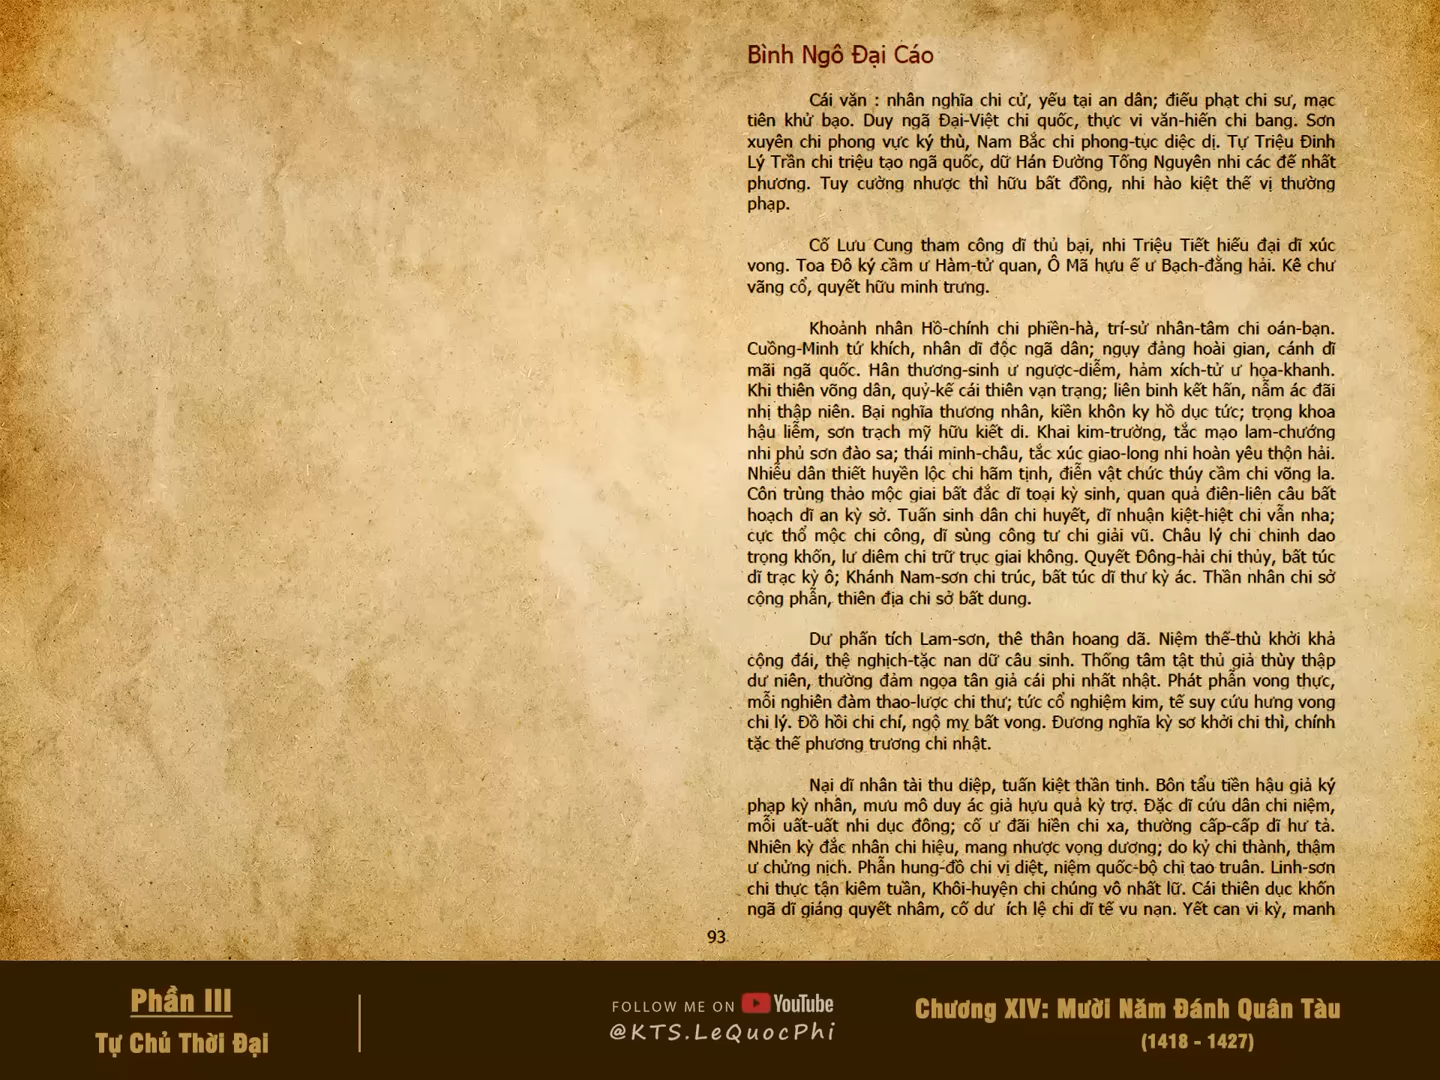 Bình Ngô Đại Cáo
Cái văn : nhân nghĩa chi cử, yếu tại an dân; điếu phạt chi sư, mạc
tiên khử bạo. Duy ngã Đại-Việt chi quốc, thực vi văn-hiến chi bang. Sơn
xuyên chi phong vực ký thù, Nam Bắc chi phong-tục diệc dị. Tự Triệu Đinh
Lý Trần chi triệu tạo ngã quốc, dữ Hán Đường Tống Nguyên nhi các đế nhất
phương. Tuy cường nhược thì hữu bất đồng, nhi hào kiệt thế vị thường
phạp.
Cố Lưu Cung tham công dĩ thủ bại, nhi Triệu Tiết hiếu đại dĩ xúc
vong. Toa Đô ký cầm ư Hàm-tử quan, Ô Mã hựu ế ư Bạch-đằng hải. Kê chư
vãng cổ, quyết hữu minh trưng.
Khoảnh nhân Hồ-chính chi phiền-hà, trí-sử nhân-tâm chi oán-bạn.
Cuồng-Minh tứ khích, nhân dĩ độc ngã dân; ngụy đảng hoài gian, cánh dĩ
mãi ngã quốc. Hân thương-sinh ư ngược-diễm, hảm xích-tử ư họa-khanh.
Khi thiên võng dân, quỷ-kế cái thiên vạn trạng; liên binh kết hấn, nẫm ác đãi
nhị thập niên. Bại nghĩa thương nhân, kiền khôn ky hồ dục tức; trọng khoa
hậu liễm, sơn trạch mỹ hữu kiết di. Khai kim-trường, tắc mạo lam-chướng
nhi phủ sơn đào sa; thái minh-châu, tắc xúc giao-long nhi hoàn yêu thộn hải.
Nhiễu dân thiết huyền lộc chi hãm tịnh, điễn vật chức thúy cầm chi võng la.
Côn trùng thảo mộc giai bất đắc dĩ toại kỳ sinh, quan quả điên-liên câu bất
hoạch dĩ an kỳ sở. Tuấn sinh dân chi huyết, dĩ nhuận kiệt-hiệt chi vẫn nha;
cực thổ mộc chi công, dĩ sùng công tư chi giải vũ. Châu lý chi chinh dao
trọng khốn, lư diêm chi trữ trục giai không. Quyết Đông-hải chi thủy, bất túc
dĩ trạc kỳ ô; Khánh Nam-sơn chi trúc, bất túc dĩ thư kỳ ác. Thần nhân chi sở
cộng phẫn, thiên địa chi sở bất dung.
Dư phấn tích Lam-sơn, thê thân hoang dã. Niệm thế-thù khởi khả
cộng đái, thệ nghịch-tặc nan dữ câu sinh. Thống tâm tật thủ giả thùy thập
dư niên, thường đảm ngọa tân giả cái phi nhất nhật. Phát phẫn vong thực,
mỗi nghiên đàm thao-lược chi thư; tức cổ nghiệm kim, tế suy cứu hưng vong
chi lý. Đồ hồi chi chí, ngộ mỵ bất vong. Đương nghĩa kỳ sơ khởi chi thì, chính
tặc thế phương trương chi nhật.
Nại dĩ nhân tài thu diệp, tuấn kiệt thần tinh. Bôn tẩu tiền hậu giả ký
phạp kỳ nhân, mưu mô duy ác giả hựu quả kỳ trợ. Đặc dĩ cứu dân chi niệm,
mỗi uất-uất nhi dục đông; cố ư đãi hiền chi xa, thường cấp-cấp dĩ hư tả.
Nhiên kỳ đắc nhân chi hiệu, mang nhược vọng dương; do kỷ chi thành, thậm
ư chửng nịch. Phẫn hung-đồ chi vị diệt, niệm quốc-bộ chi tao truân. Linh-sơn
chi thực tận kiêm tuần, Khôi-huyện chi chúng vô nhất lữ. Cái thiên dục khốn
ngã dĩ giáng quyết nhâm, cố dư ích lệ chi dĩ tế vu nạn. Yết can vi kỳ, manh
93
Phần III
Tự Chủ Thời Đại
FOLLOW ME ON YouTube
@KTS.LeQuocPhi
Chương XIV: Mười Năm Đánh Quân Tàu
(1418 - 1427)